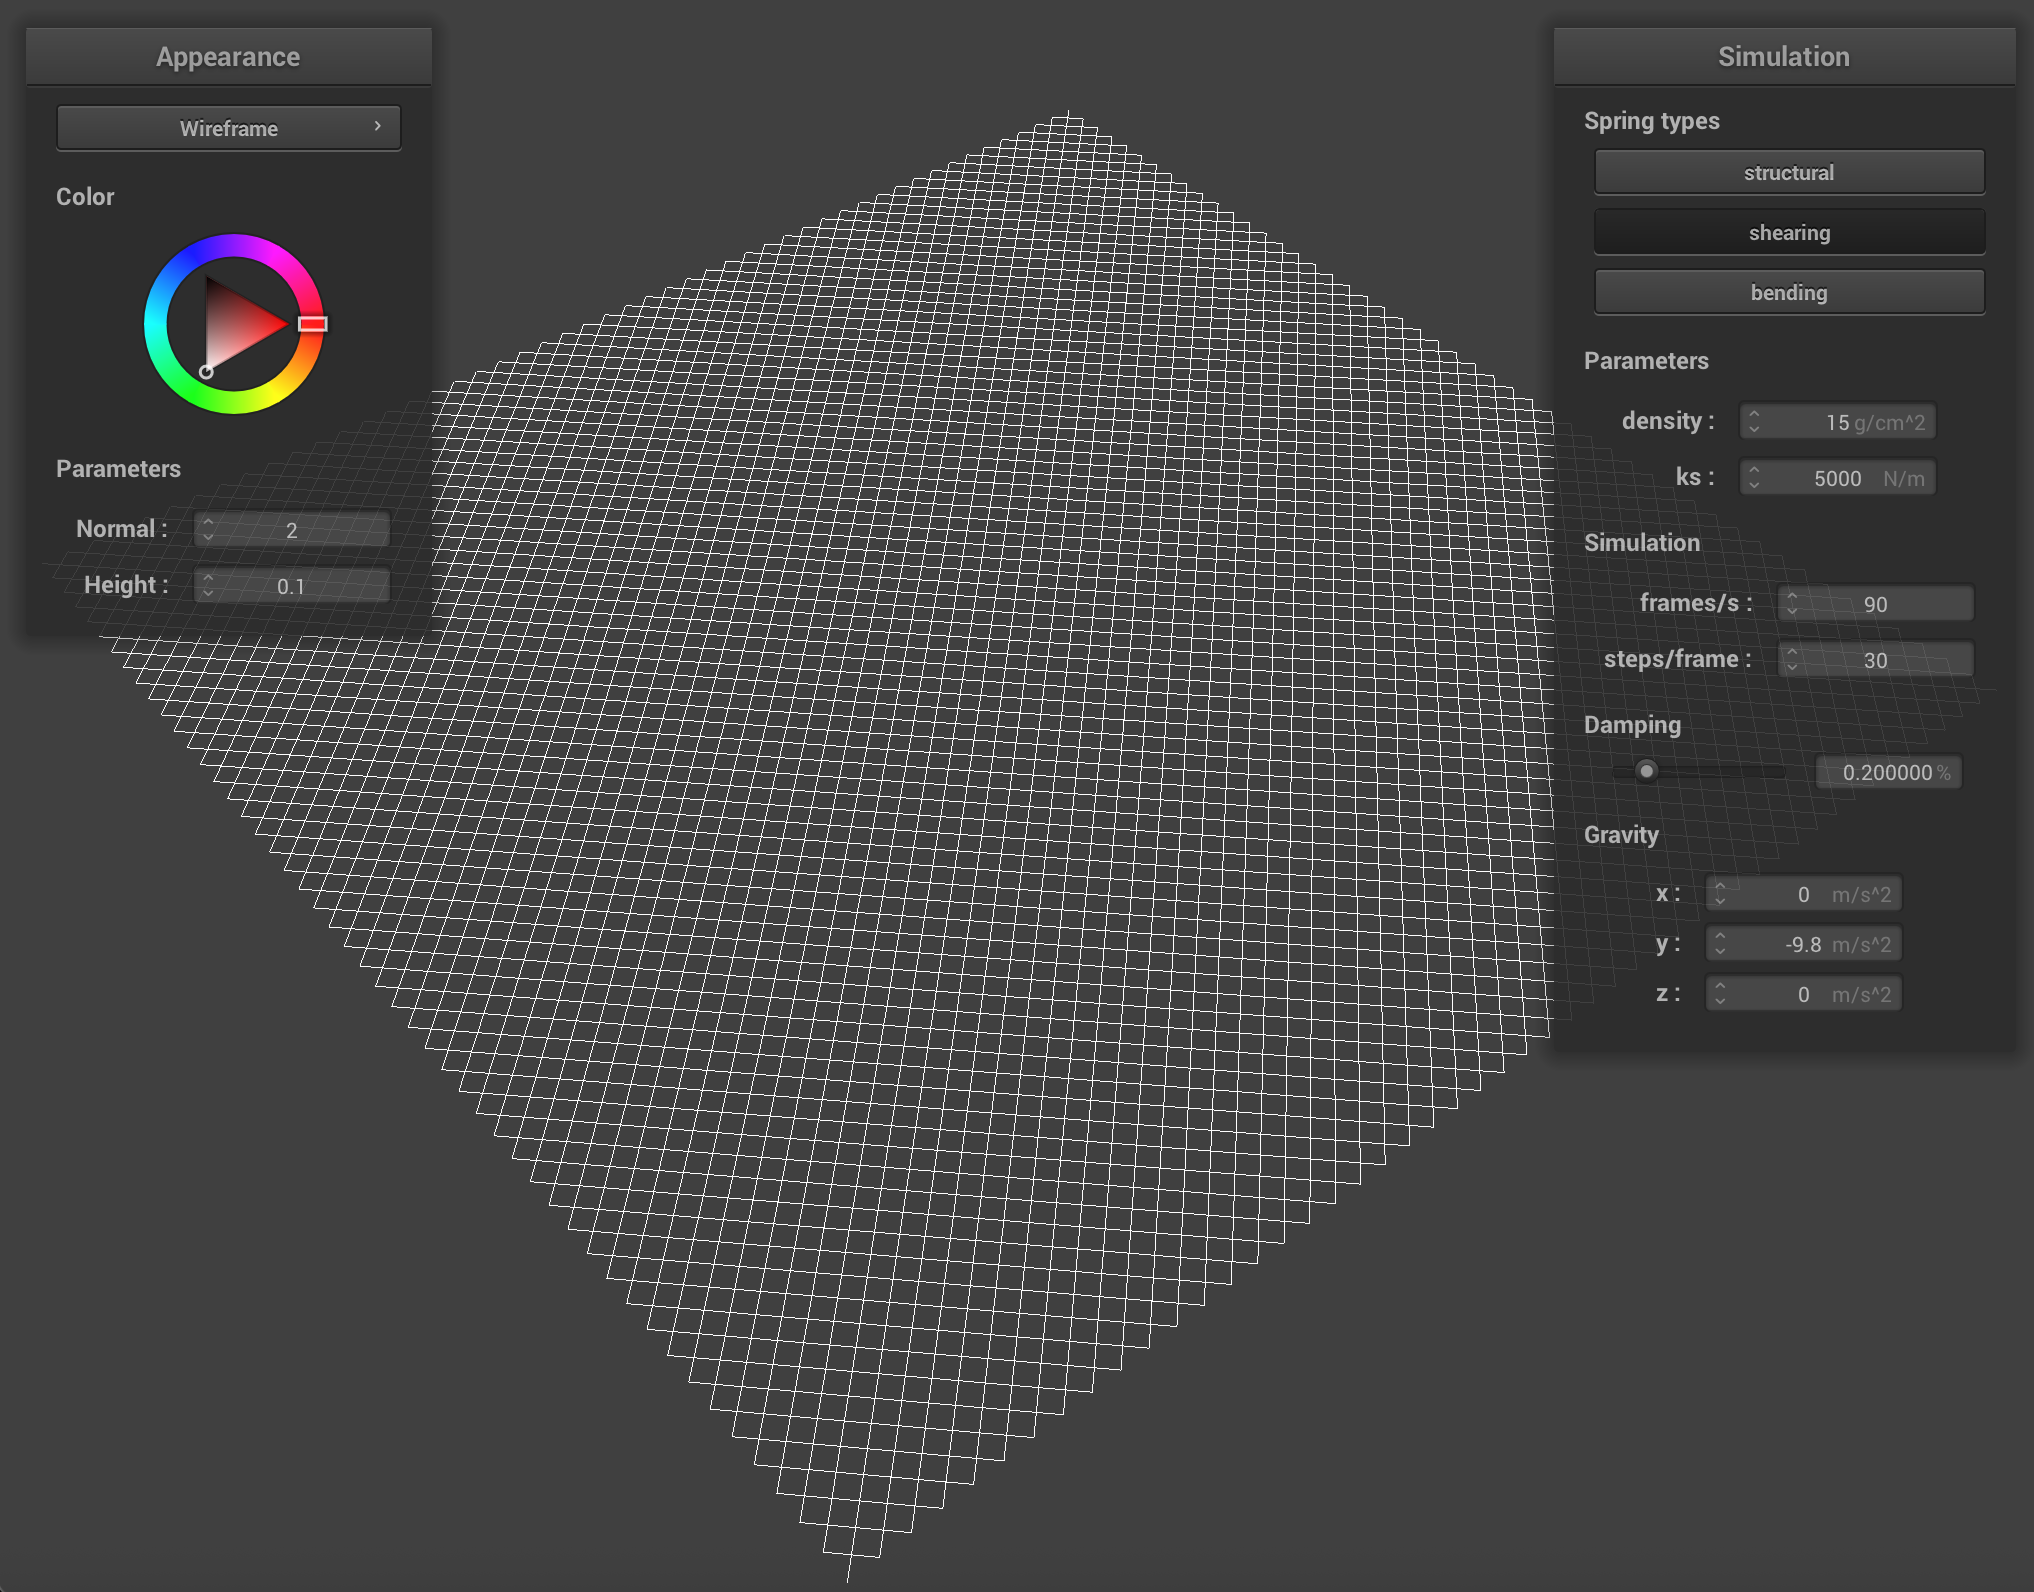 Appearance
Wireframe
Color
Parameters
Normal : 2
Height : 0.1
Simulation
Spring types
structural
shearing
bending
Parameters
density : 15 g/cm^2
ks : 5000 N/m
Simulation
frames/s : 90
steps/frame : 30
Damping
0.200000 %
Gravity
x : 0 m/s^2
y : -9.8 m/s^2
z : 0 m/s^2